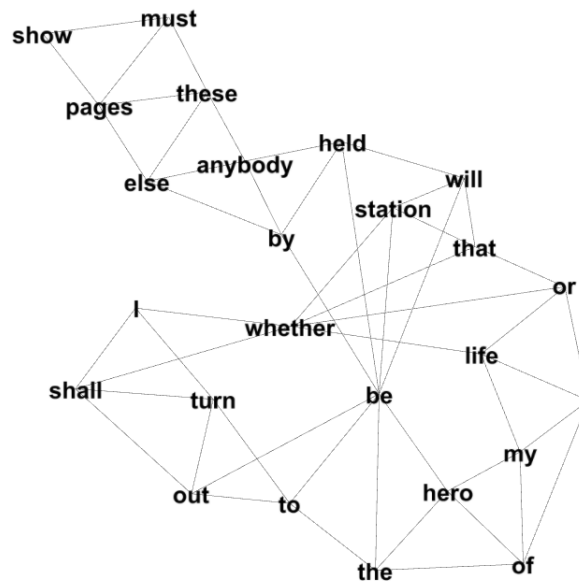 must
show
these
pages
held
anybody
will
else
station
by
that
or
I
whether
life
shall
be
turn
my
hero
out
to
of
the